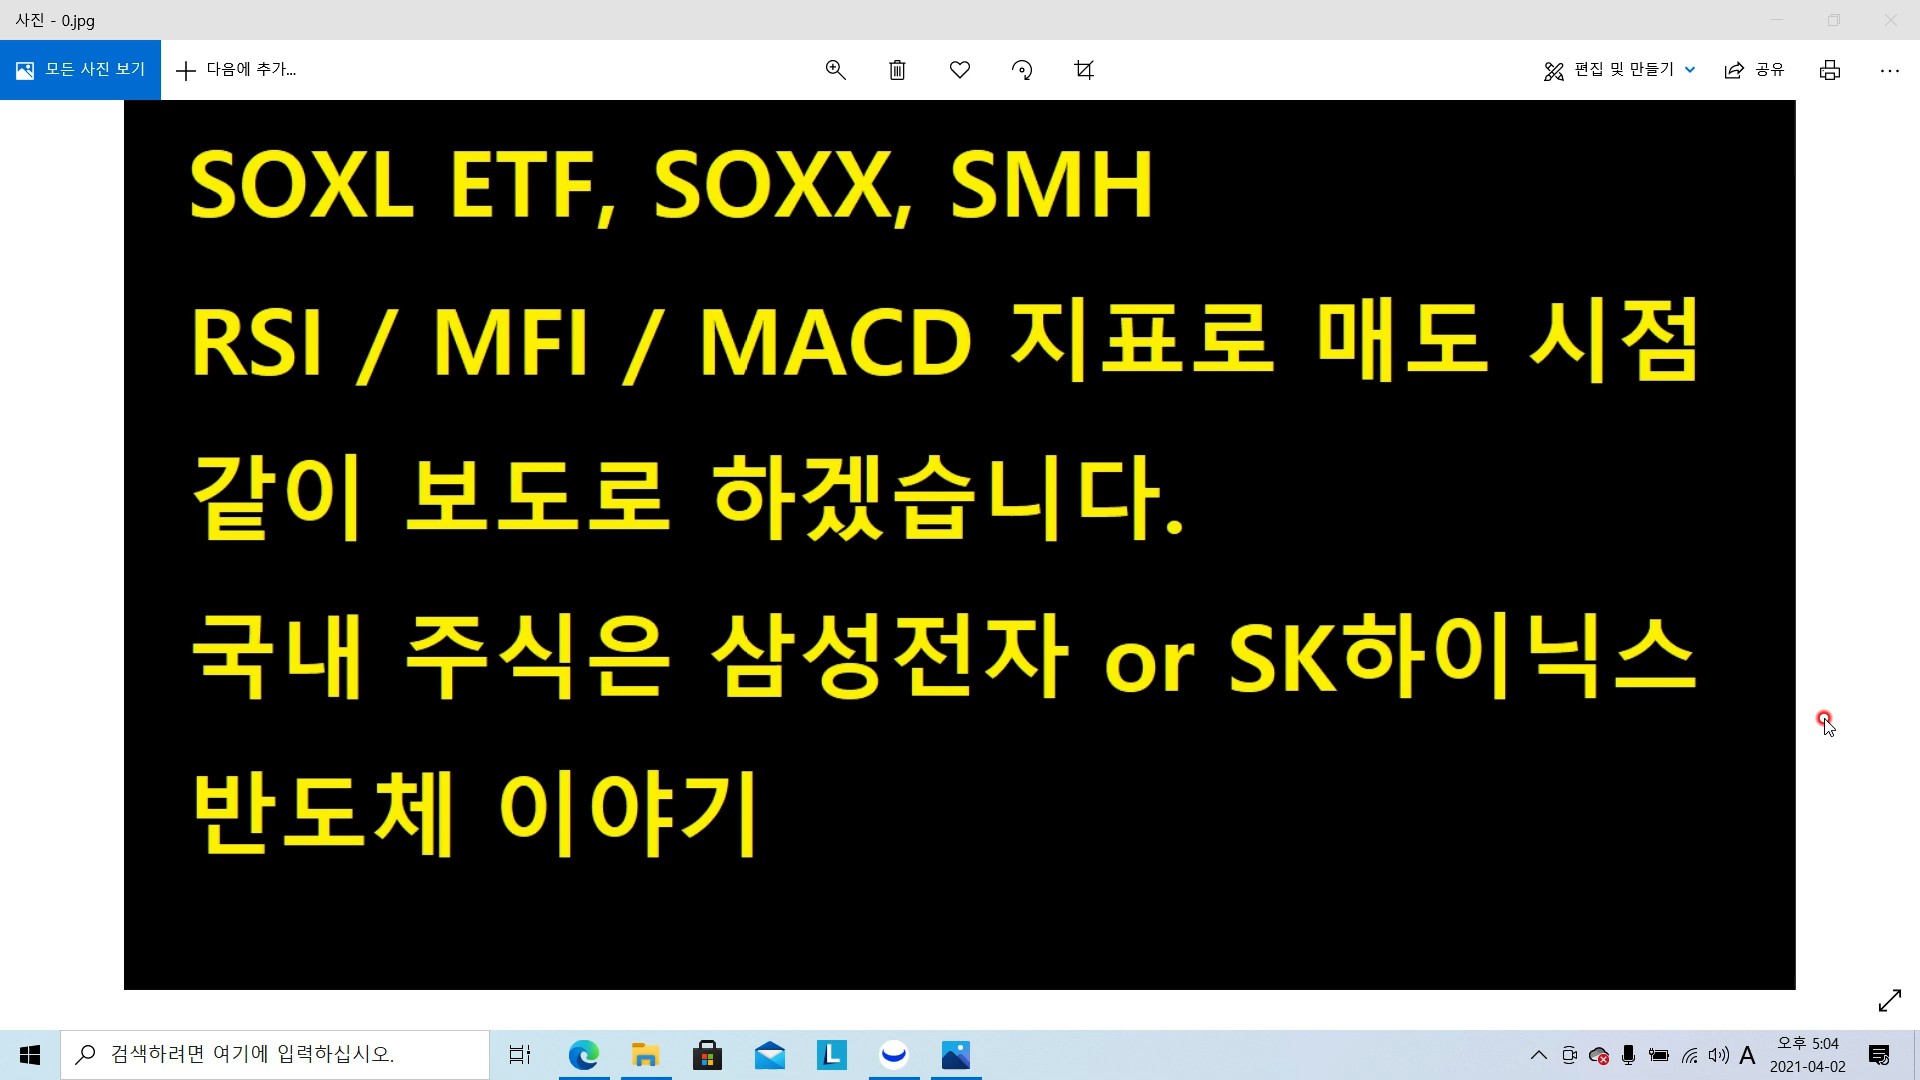 사진 - 0.jpg
모든 사진 보기
다음에 추가...
편집 및 만들기
공유
SOXL ETF, SOXX, SMH
RSI / MFI / MACD 지표로 매도 시점
같이 보도로 하겠습니다.
국내 주식은 삼성전자 or SK하이닉스
반도체 이야기
검색하려면 여기에 입력하십시오.
L
A
오후 5:04
2021-04-02